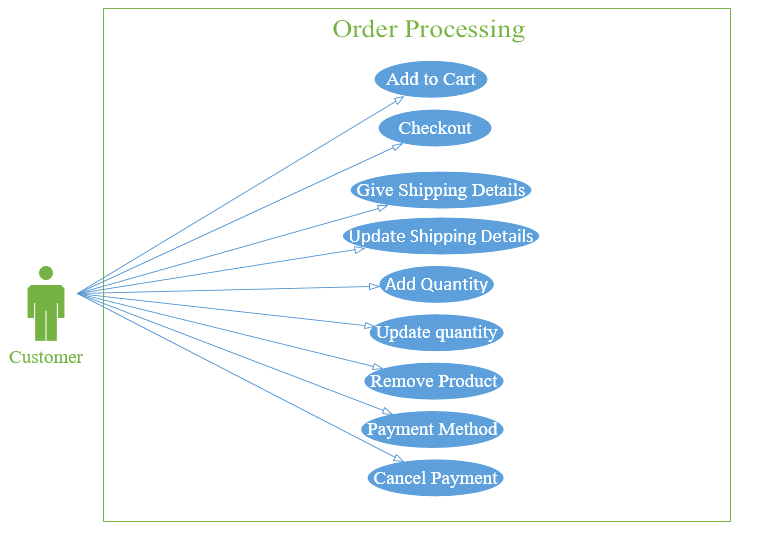 Order Processing
Add to Cart
Checkout
Give Shipping Details
Update Shipping Details
Add Quantity
Update quantity
Remove Product
Payment Method
Cancel Payment
Customer